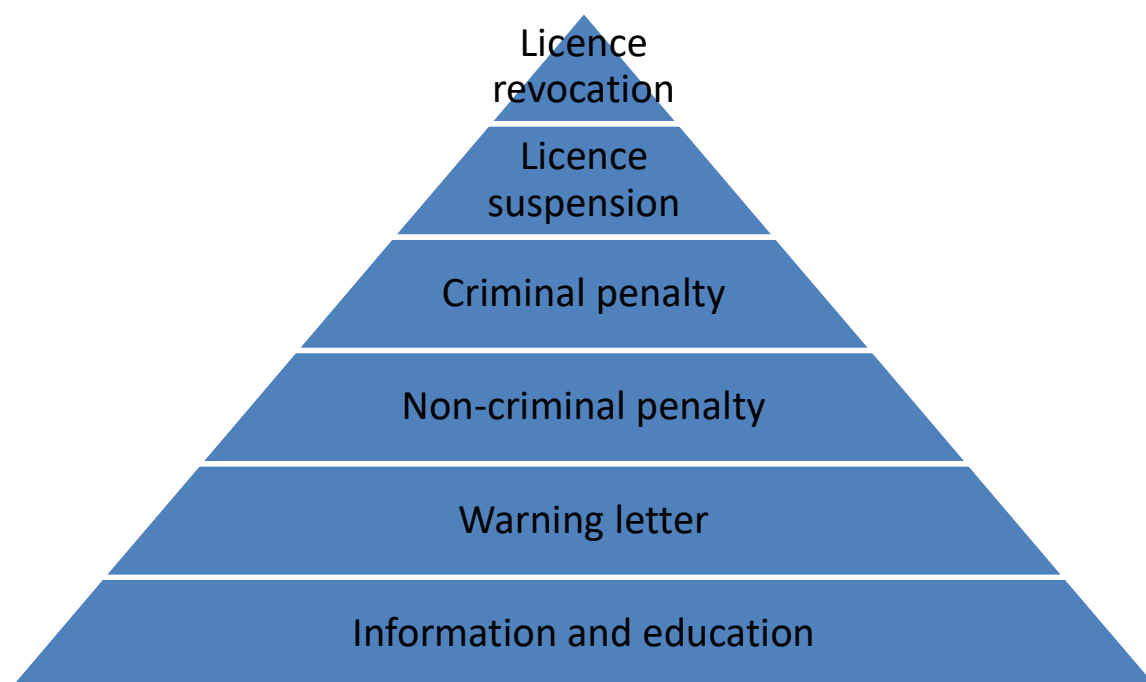 Licence
revocation
Licence
suspension
Criminal penalty
Non-criminal penalty
Warning letter
Information and education